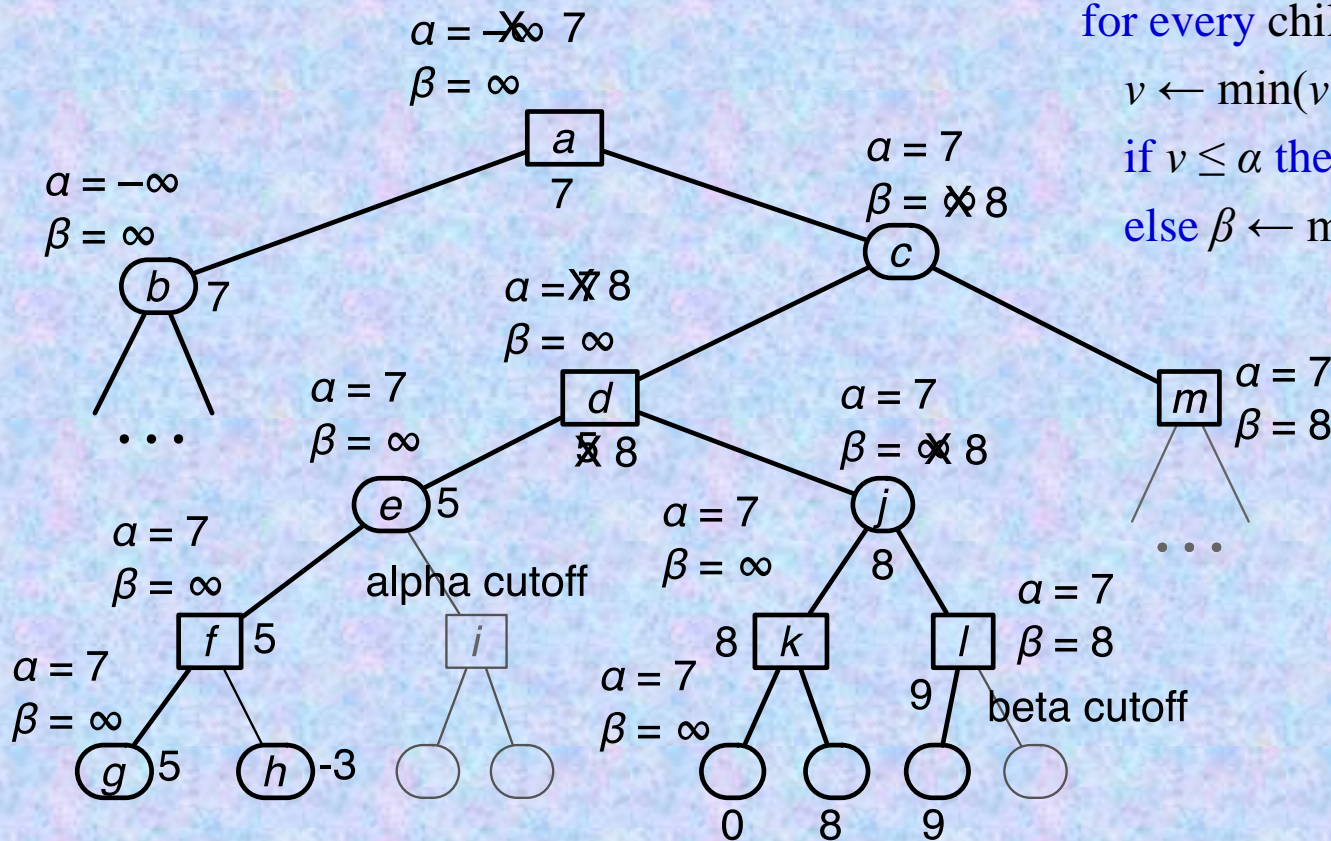 α = –∞ 7
β = ∞
for every chil
v ← min(v
if v ≤ α the
else β ← m
a
7
α = 7
β = ∞ 8
c
α = –∞
β = ∞
b 7
α = 7 8
β = ∞
d
5 8
α = 7
β = ∞
e 5
α = 7
β = ∞ 8
j
8
m
α = 7
β = 8
. . .
. . .
α = 7
β = ∞
f 5
alpha cutoff
i
α = 7
β = ∞
8 k
l
α = 7
β = 8
α = 7
β = ∞
g 5
h -3
α = 7
β = ∞
9
beta cutoff
0
8
9